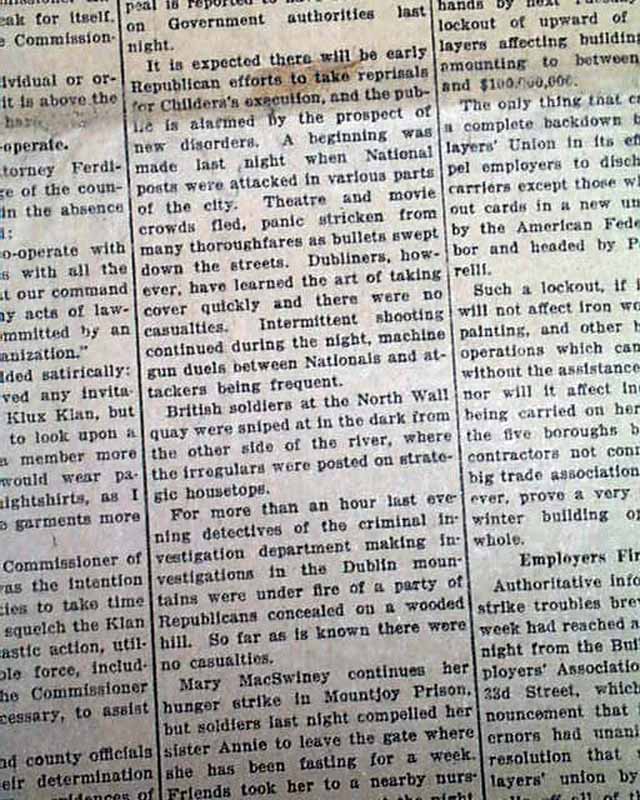 eak for itself,
e Commission-
ividual or or-
it is above the
-operate.
torney Ferdi-
ge of the coun-
in the absence
o-operate with
s with all the
t our command
ny acts of law-
ommitted by an
anization."
lded satirically:
ved any invita-
Klux Klan, but
to look upon a
a member more
would wear pa-
nightshirts, as I
e garments more
Commissioner of
was the intention
ties to take time
squelch the Klan
astic action, util-
ble force, includ-
he Commissioner
cessary, to assist
nd county officials
eir determination
on Government authorities last
night.
It is expected there will be early
Republican efforts to take reprisals
for Childers's execution, and the pub-
lic is alarmed by the prospect of
new disorders. A beginning was
made last night when National
posts were attacked in various parts
of the city. Theatre and movie
crowds fled, panic stricken from
many thoroughfares as bullets swept
down the streets. Dubliners, how-
ever, have learned the art of taking
cover quickly and there were no
casualties. Intermittent shooting
continued during the night, machine
gun duels between Nationals and at-
tackers being frequent.
British soldiers at the North Wall
quay were sniped at in the dark from
the other side of the river, where
the irregulars were posted on strate-
gic housetops.
For more than an hour last eve-
ning detectives of the criminal in-
vestigation department making in-
vestigations in the Dublin moun-
tains were under fire of a party of
Republicans concealed on a wooded
hill. So far as is known there were
no casualties.
Mary MacSwiney continues her
hunger strike in Mountjoy Prison,
but soldiers last night compelled her
sister Annie to leave the gate where
she has been fasting for a week.
Friends took her to a nearby nurs-
hands by next
lockout of upward of
layers affecting building
amounting to between
and $100,000,000.
The only thing that c
a complete backdown b
layers' Union in its ef
pel employers to disch
carriers except those w
out cards in a new un
by the American Fede
bor and headed by P
relli.
Such a lockout, if i
will not affect iron wo
painting, and other b
operations which can
without the assistance
nor will it affect in
being carried on her
the five boroughs b
contractors not conn
big trade association
ever, prove a very
winter building o
whole.
Employers Fir
Authoritative info
strike troubles brev
week had reached a
night from the Bui
ployers' Associatio
23d Street, which
nouncement that
ernors had unani
resolution that
layers' union by